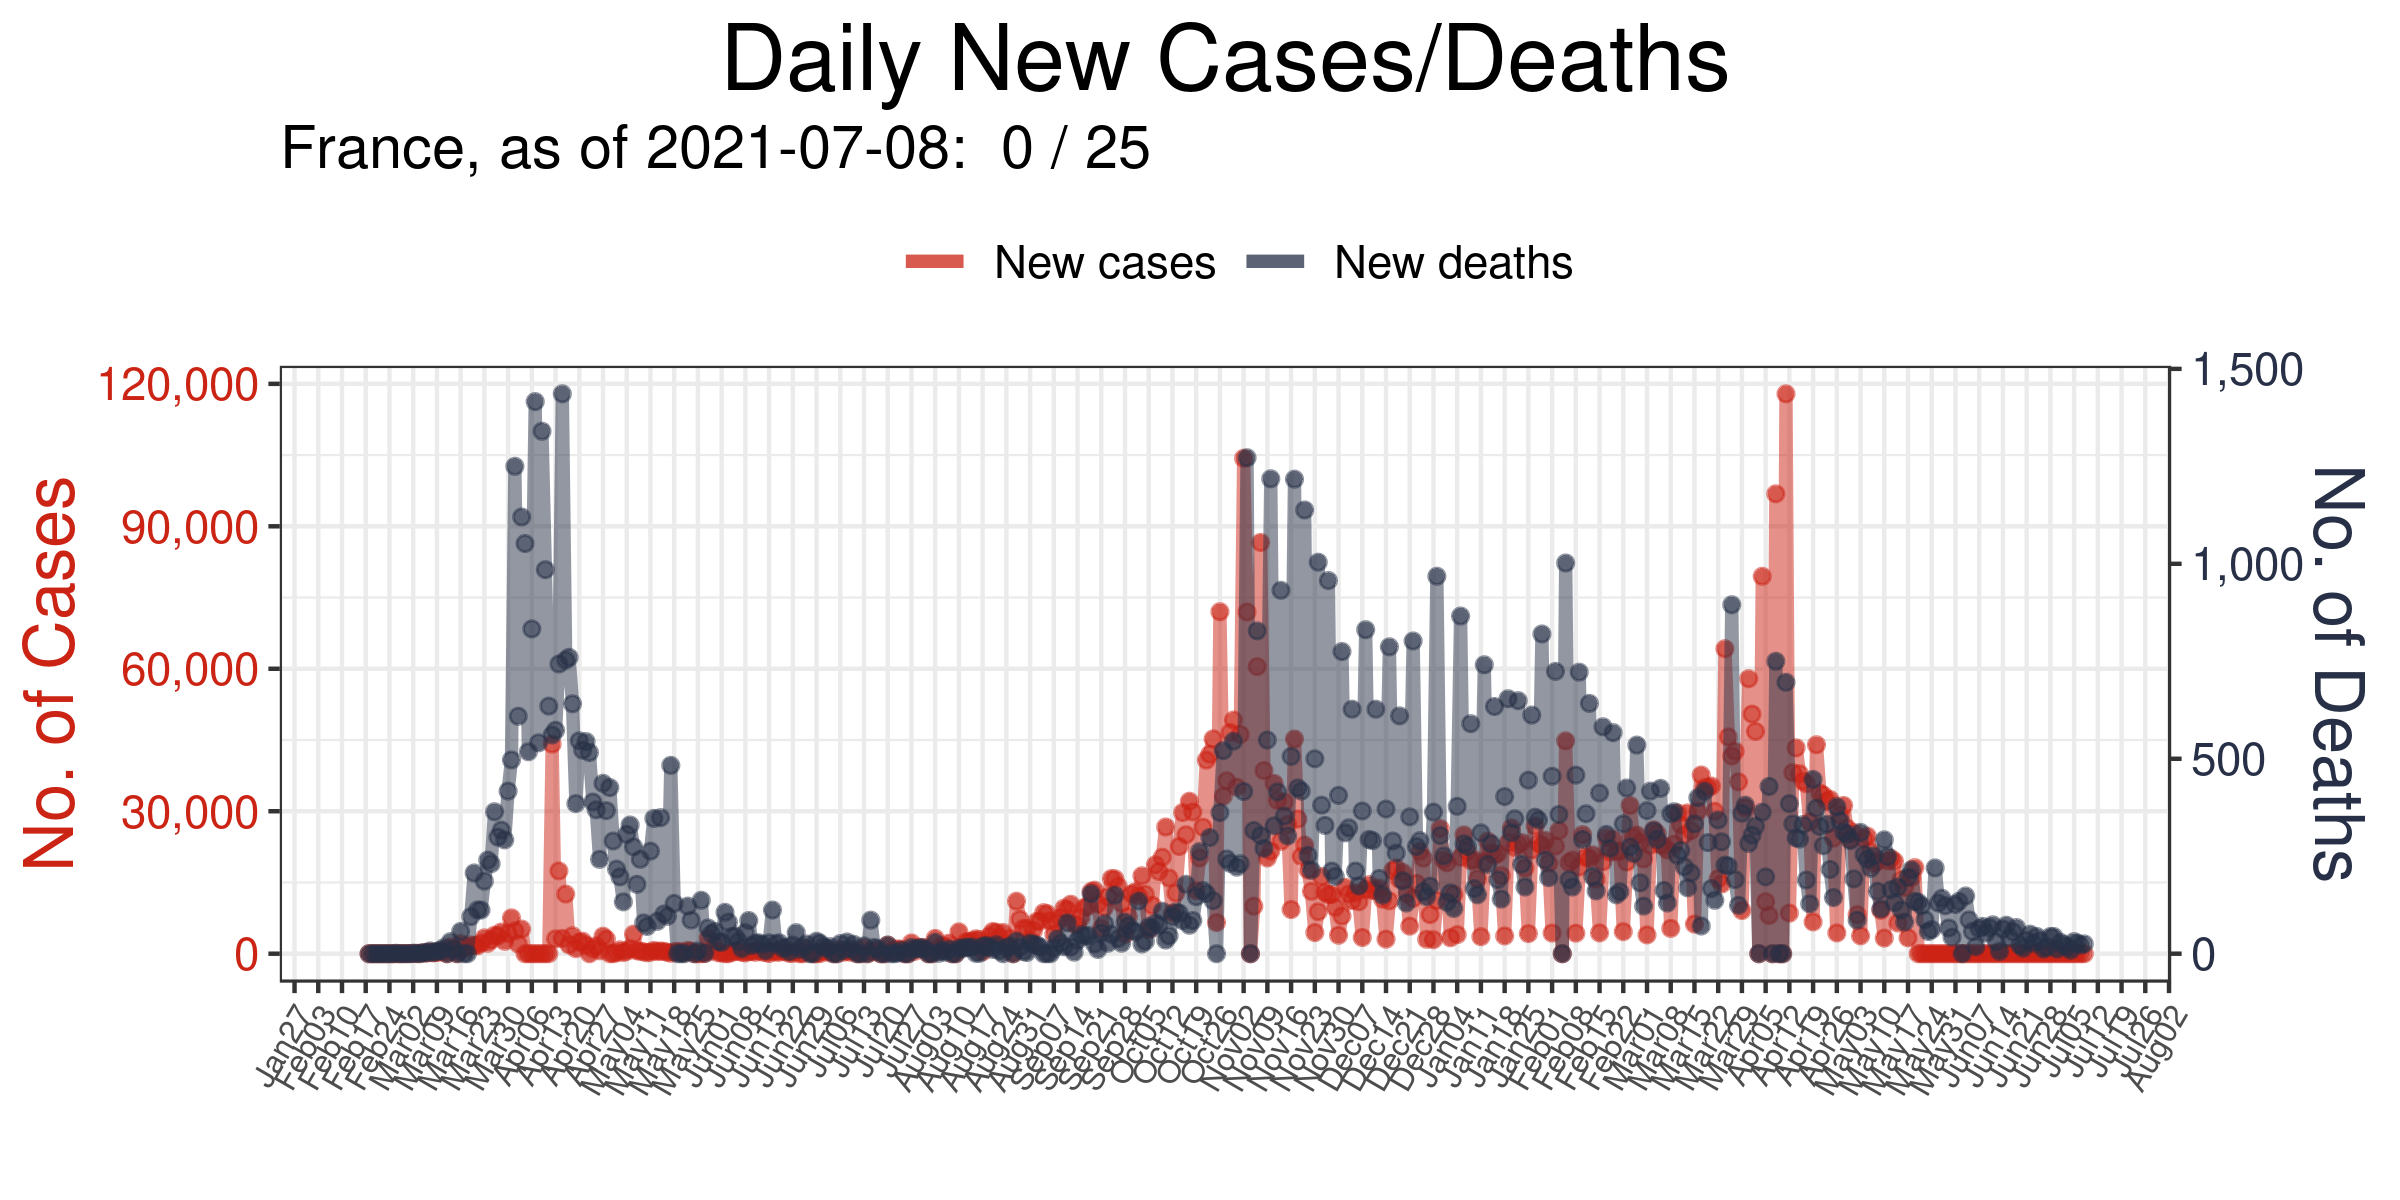 Daily New Cases/Deaths
France, as of 2021-07-08: 0 / 25
New cases
New deaths
No. of Cases
120,000
90,000
60,000
30,000
0
1,500
1,000
500
0
No. of Deaths
Jan27
Feb03
Feb10
Feb17
Feb24
Mar02
Mar09
Mar16
Mar23
Mar30
Apr06
Apr13
Apr20
Apr27
May04
May11
May18
May25
Jun01
Jun08
Jun15
Jun22
Jun29
Jul06
Jul13
Jul20
Jul27
Aug03
Aug10
Aug17
Aug24
Aug31
Sep07
Sep14
Sep21
Sep28
Oct05
Oct12
Oct19
Oct26
Nov02
Nov09
Nov16
Nov23
Nov30
Dec07
Dec14
Dec21
Dec28
Jan04
Jan11
Jan18
Jan25
Feb01
Feb08
Feb15
Feb22
Mar01
Mar08
Mar15
Mar22
Mar29
Apr05
Apr12
Apr19
Apr26
May03
May10
May17
May24
May31
Jun07
Jun14
Jun21
Jun28
Jul05
Jul12
Jul19
Jul26
Aug02